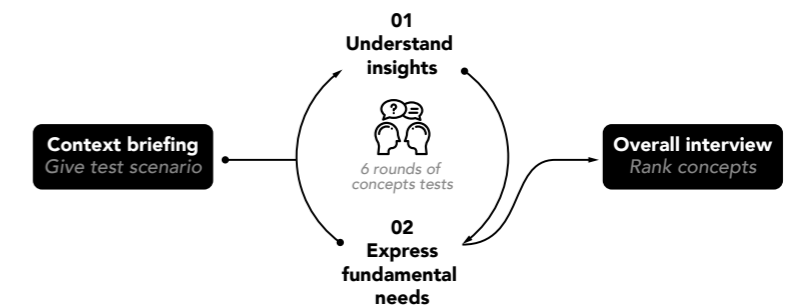 Context briefing
Give test scenario
01
Understand
insights
?
6 rounds of
concepts tests
02
Express
fundamental
needs
Overall interview
Rank concepts